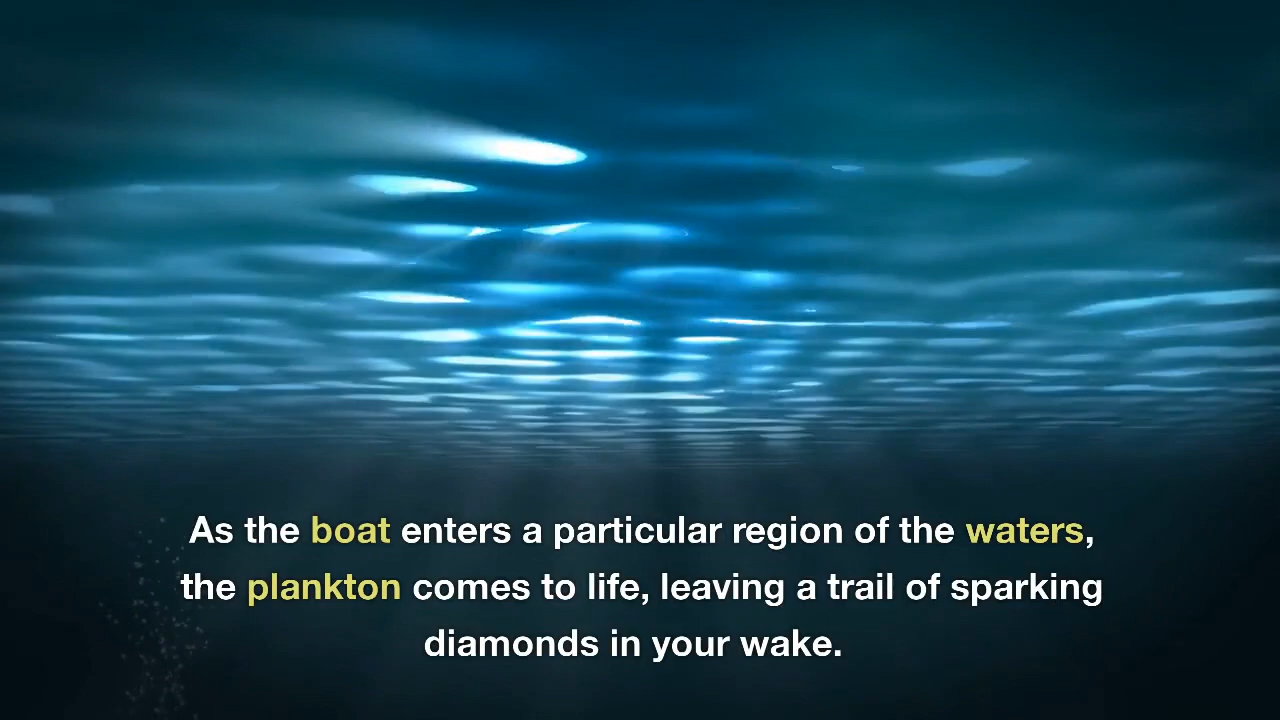 As the boat enters a particular region of the waters,
the plankton comes to life, leaving a trail of sparking
diamonds in your wake.